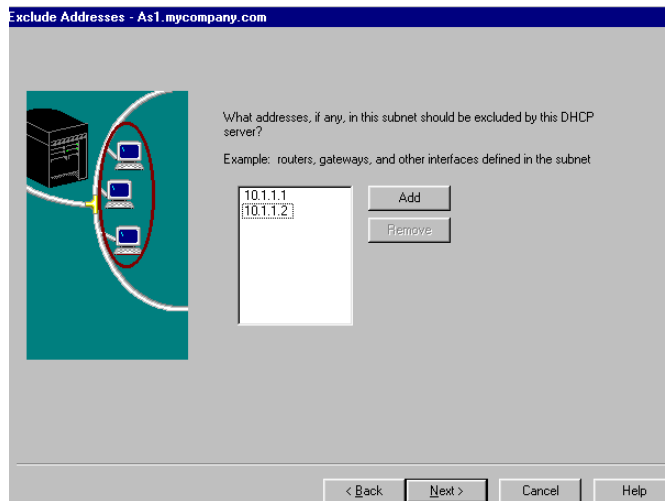 Exclude Addresses - As1.mycompany.com
What addresses, if any, in this subnet should be excluded by this DHCP
server?
Example: routers, gateways, and other interfaces defined in the subnet
10.1.1.1
10.1.1.2
Add
Remove
< Back
Next >
Cancel
Help